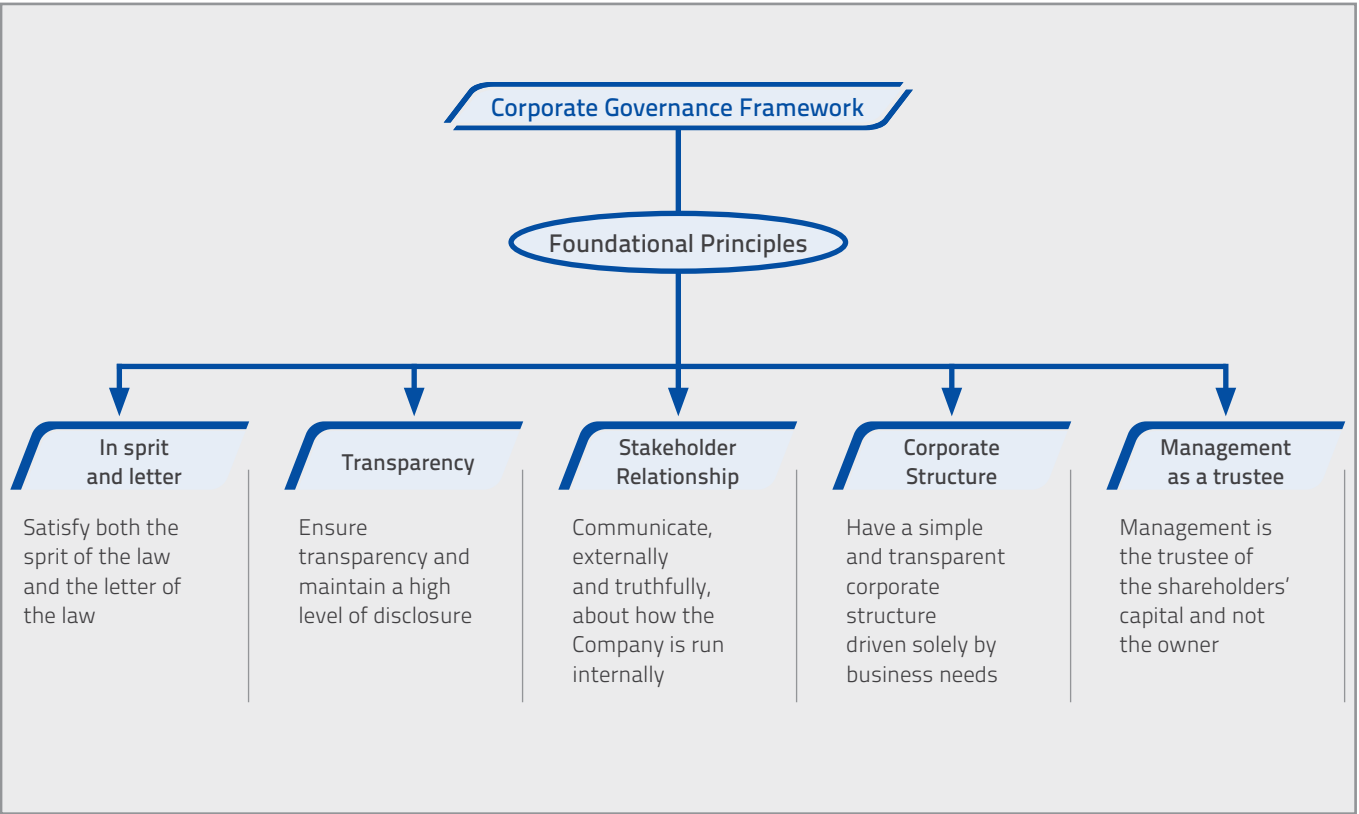 Corporate Governance Framework
Foundational Principles
In sprit
and letter
Satisfy both the
sprit of the law
and the letter of
the law
Transparency
Ensure
transparency and
maintain a high
level of disclosure
Stakeholder
Relationship
Communicate,
externally
and truthfully,
about how the
Company is run
internally
Corporate
Structure
Have a simple
and transparent
corporate
structure
driven solely by
business needs
Management
as a trustee
Management is
the trustee of
the shareholders’
capital and not
the owner